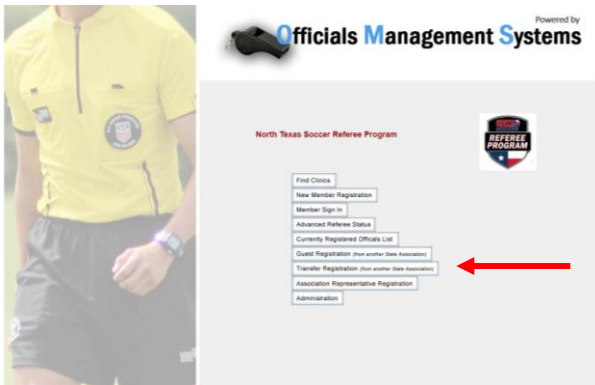 Powered by
Officials Management Systems
North Texas Soccer Referee Program
REFEREE
PROGRAM
Find Clinics
New Member Registration
Member Sign In
Advanced Referee Status
Currently Registered Officals List
Guest Registration (from another State Association)
Transfer Registration (from another State Association)
Association Representative Registration
Administration